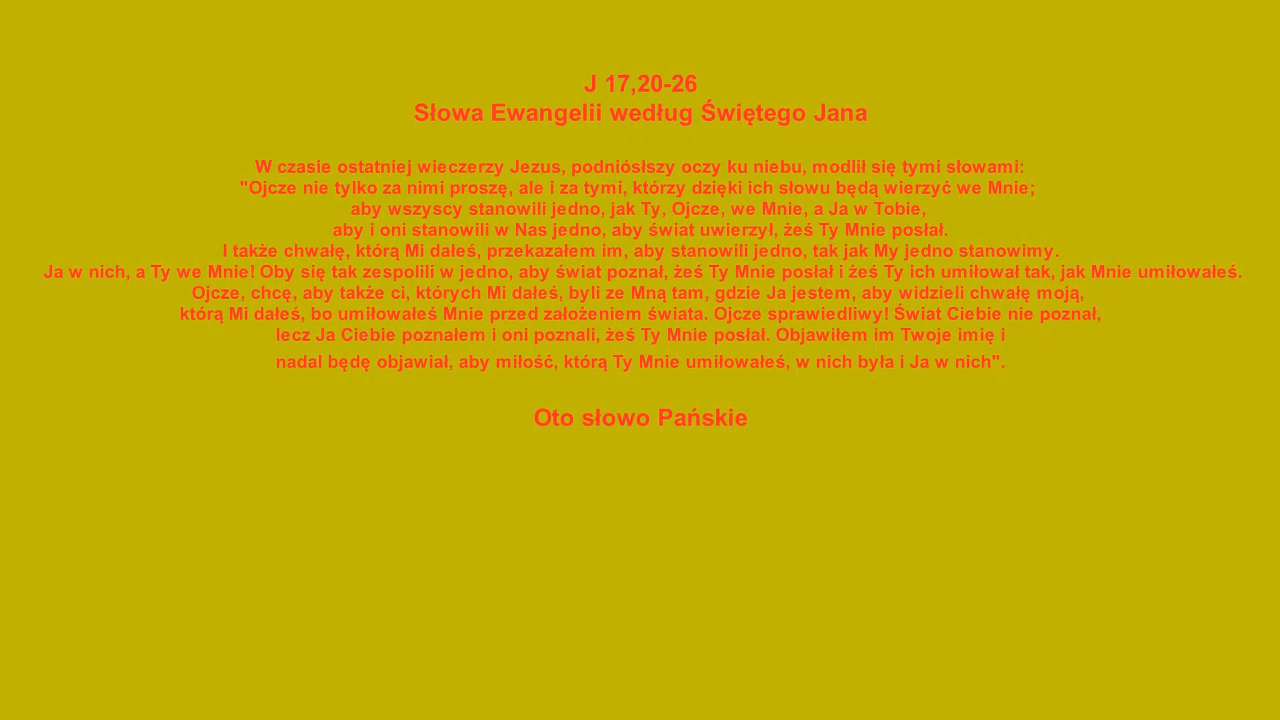 J 17,20-26
Słowa Ewangelii według Świętego Jana
W czasie ostatniej wieczerzy Jezus, podniósłszy oczy ku niebu, modlił się tymi słowami:
"Ojcze nie tylko za nimi proszę, ale i za tymi, którzy dzięki ich słowu będą wierzyć we Mnie;
aby wszyscy stanowili jedno, jak Ty, Ojcze, we Mnie, a Ja w Tobie,
aby i oni stanowili w Nas jedno, aby świat uwierzył, żeś Ty Mnie posłał.
I także chwałę, którą Mi dałeś, przekazałem im, aby stanowili jedno, tak jak My jedno stanowimy.
Ja w nich, a Ty we Mnie! Oby się tak zespolili w jedno, aby świat poznał, żeś Ty Mnie posłał i żeś Ty ich umiłował tak, jak Mnie umiłowałeś.
Ojcze, chcę, aby także ci, których Mi dałeś, byli ze Mną tam, gdzie Ja jestem, aby widzieli chwałę moją,
którą Mi dałeś, bo umiłowałeś Mnie przed założeniem świata. Ojcze sprawiedliwy! Świat Ciebie nie poznał,
lecz Ja Ciebie poznałem i oni poznali, żeś Ty Mnie posłał. Objawiłem im Twoje imię i
nadal będę objawiał, aby miłość, którą Ty Mnie umiłowałeś, w nich była i Ja w nich".
Oto słowo Pańskie